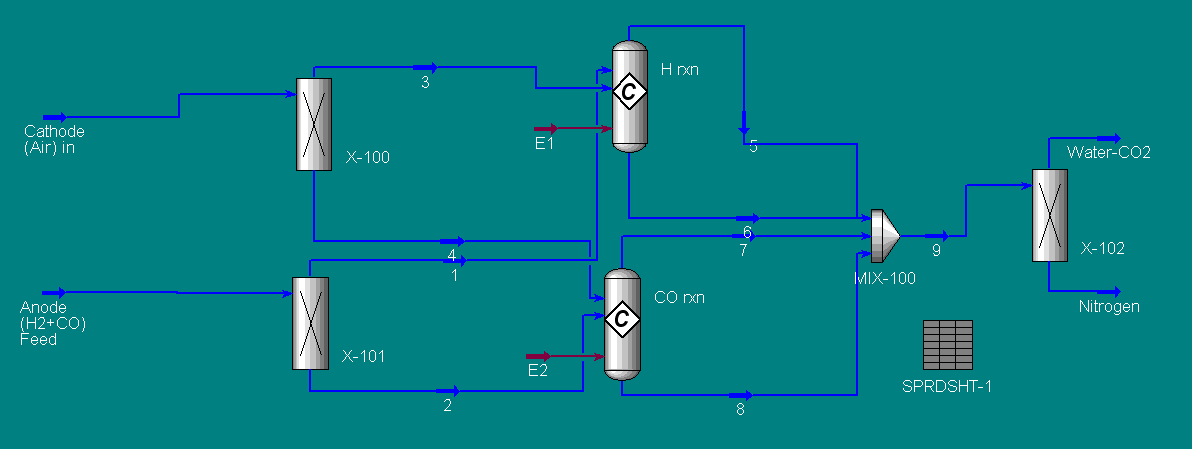 H rxn
3
C
Cathode
(Air) in
E1
X-100
5
Water-CO2
6
7
4
1
9
X-102
MIX-100
CO rxn
Anode
(H2+CO)
Feed
C
Nitrogen
X-101
E2
SPRDSHT-1
2
8